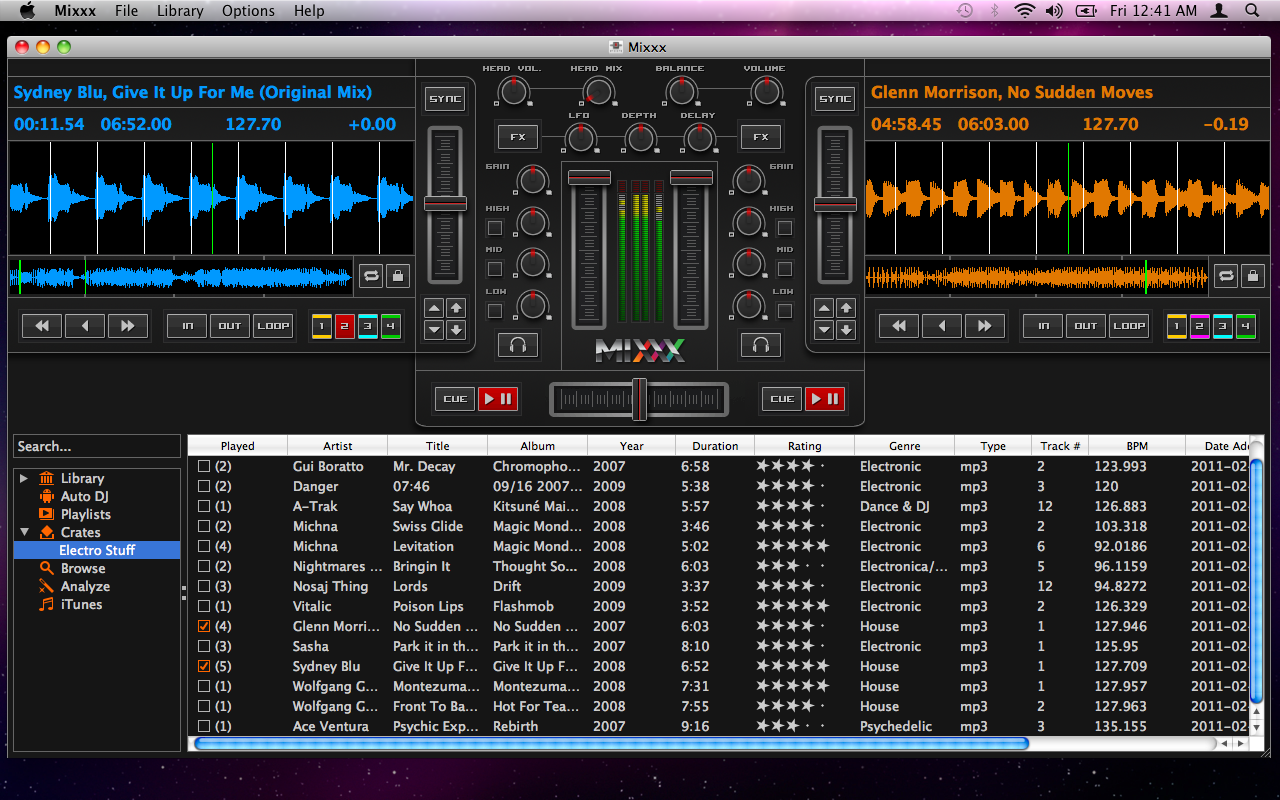 Mixxx File Library Options Help Fri 12:41 AM
Mixxx
HEAD VOL. HEAD MIX BALANCE VOLUME
Sydney Blu, Give It Up For Me (Original Mix) SYNC SYNC Glenn Morrison, No Sudden Moves
00:11.54 06:52.00 127.70 +0.00 LFO DEPTH DELAY 04:58.45 06:03.00 127.70 -0.19
FX FX
GAIN GAIN
HIGH HIGH
MID MID
LOW LOW
IN OUT LOOP 1 2 3 4 MIXXX IN OUT LOOP 1 2 3 4
CUE CUE
Search...
Library
Auto DJ
Playlists
Crates
Electro Stuff
Browse
Analyze
iTunes
Played Artist Title Album Year Duration Rating Genre Type Track # BPM Date Ad
(2) Gui Boratto Mr. Decay Chromopho... 2007 6:58 Electronic mp3 2 123.993 2011-02
(2) Danger 07:46 09/16 2007... 2009 5:38 Electronic mp3 3 120 2011-02
(1) A-Trak Say Whoa Kitsuné Mai... 2008 5:57 Dance & DJ mp3 12 126.883 2011-02
(2) Michna Swiss Glide Magic Mond... 2008 3:46 Electronic mp3 2 103.318 2011-02
(4) Michna Levitation Magic Mond... 2008 5:02 Electronic mp3 6 92.0186 2011-02
(2) Nightmares ... Bringin It Thought So... 2008 6:03 Electronica/... mp3 5 96.1159 2011-02
(3) Nosaj Thing Lords Drift 2009 3:37 Electronic mp3 12 94.8272 2011-02
(1) Vitalic Poison Lips Flashmob 2009 3:52 Electronic mp3 2 126.329 2011-02
(4) Glenn Morri... No Sudden ... No Sudden ... 2007 6:03 House mp3 1 127.946 2011-02
(3) Sasha Park it in th... Park it in th... 2007 8:10 Electronic mp3 1 125.95 2011-02
(5) Sydney Blu Give It Up F... Give It Up F... 2008 6:52 House mp3 1 127.709 2011-02
(1) Wolfgang G... Montezuma... Montezuma... 2008 7:31 House mp3 1 127.957 2011-02
(1) Wolfgang G... Front To Ba... Hot For Tea... 2008 7:55 House mp3 2 127.963 2011-02
(1) Ace Ventura Psychic Exp... Rebirth 2007 9:16 Psychedelic mp3 3 135.155 2011-02